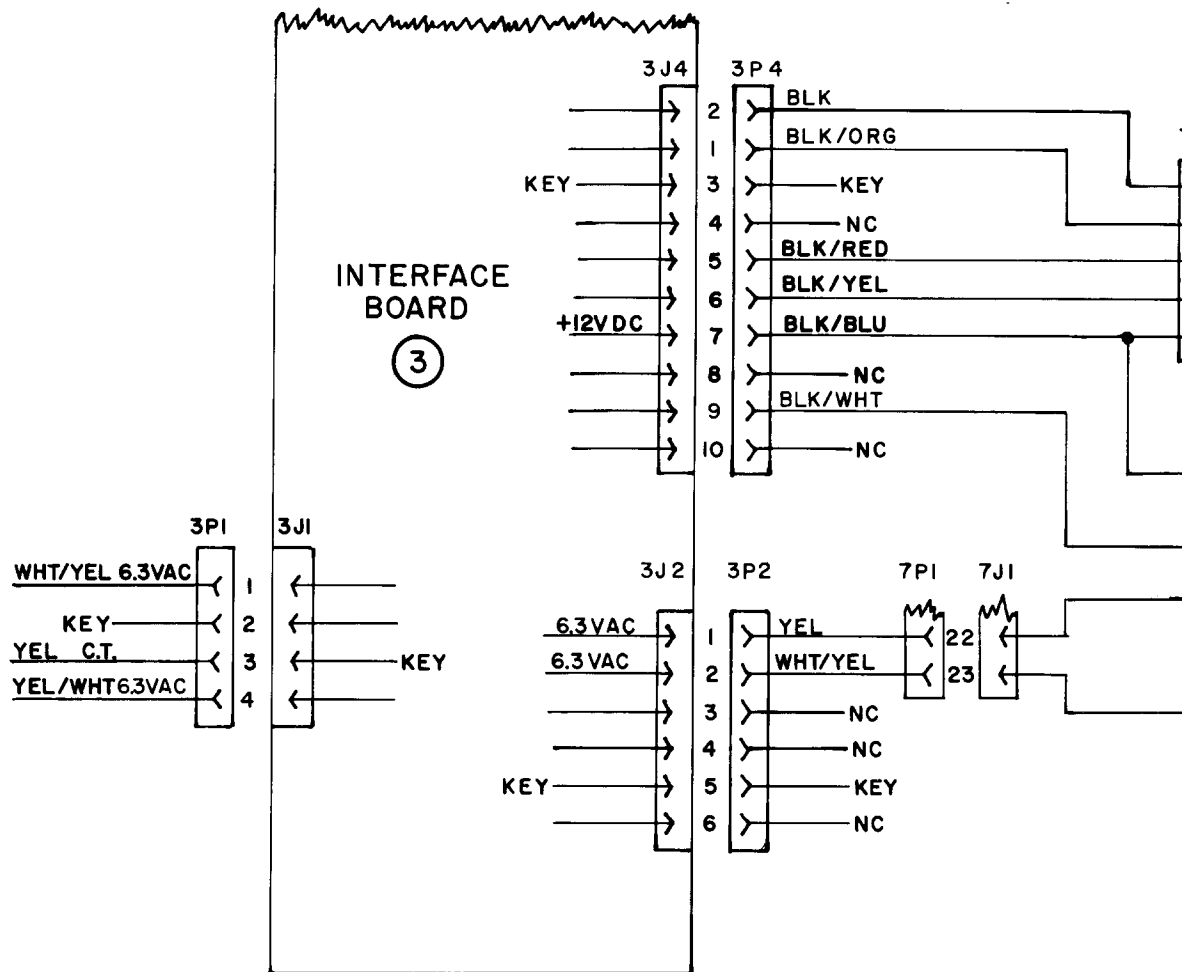 3J4 3P4
2 BLK
1 BLK/ORG
KEY 3 KEY
4 NC
5 BLK/RED
INTERFACE
BOARD
3
6 BLK/YEL
+12VDC 7 BLK/BLU
8 NC
9 BLK/WHT
10 NC
3P1 3J1
WHT/YEL 6.3VAC 1
KEY 2
YEL C.T. 3 KEY
YEL/WHT 6.3VAC 4
3J2 3P2 7P1 7J1
6.3VAC 1 YEL 22
6.3VAC 2 WHT/YEL 23
3 NC
4 NC
KEY 5 KEY
6 NC